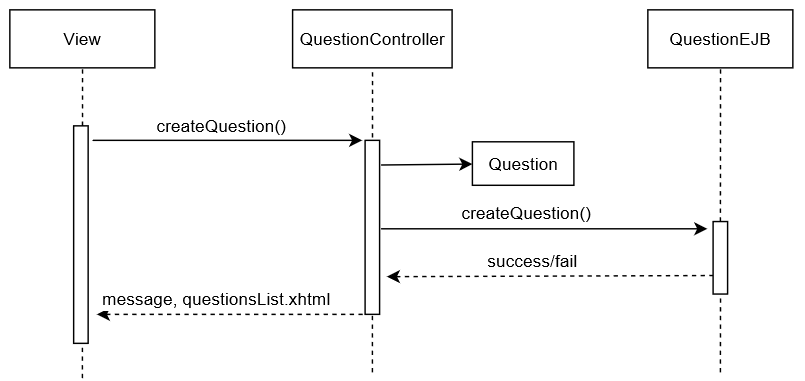 View
QuestionController
QuestionEJB
createQuestion()
Question
createQuestion()
success/fail
message, questionsList.xhtml